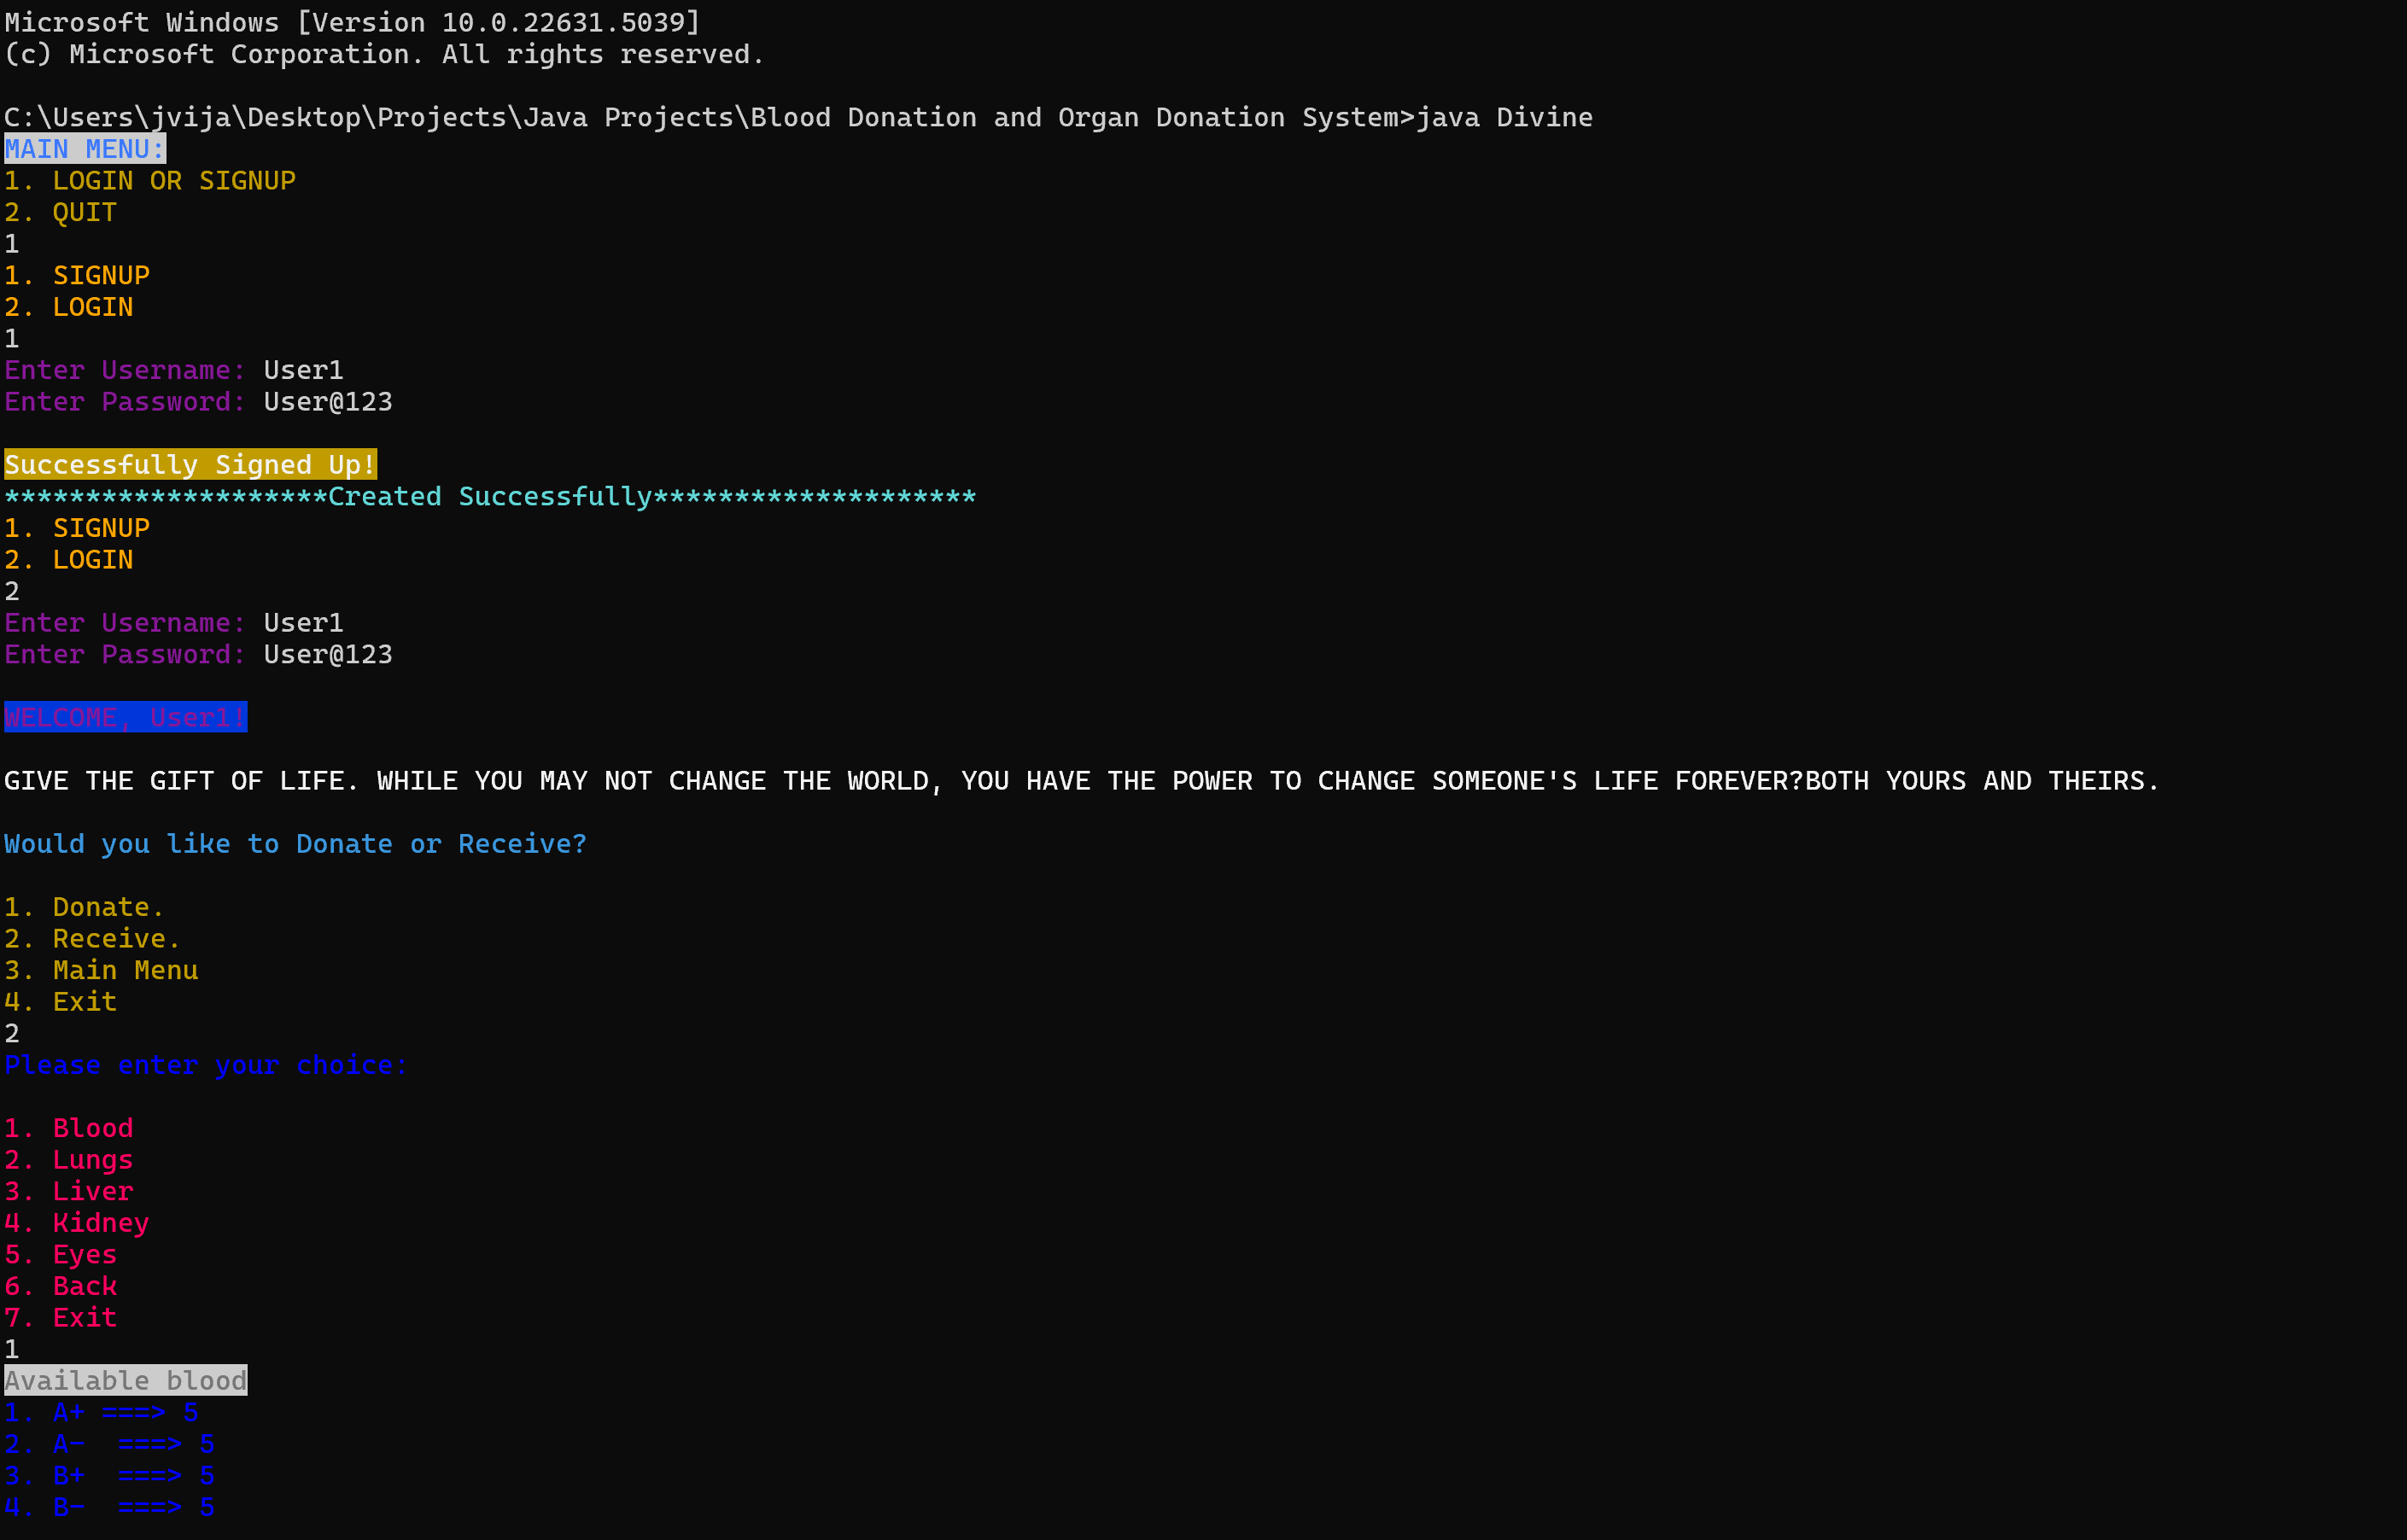 Microsoft Windows [Version 10.0.22631.5039]
(c) Microsoft Corporation. All rights reserved.
C:\Users\jvija\Desktop\Projects\Java Projects\Blood Donation and Organ Donation System>java Divine
MAIN MENU:
1. LOGIN OR SIGNUP
2. QUIT
1
1. SIGNUP
2. LOGIN
1
Enter Username: User1
Enter Password: User@123
Successfully Signed Up!
********************Created Successfully********************
1. SIGNUP
2. LOGIN
2
Enter Username: User1
Enter Password: User@123
WELCOME, User1!
GIVE THE GIFT OF LIFE. WHILE YOU MAY NOT CHANGE THE WORLD, YOU HAVE THE POWER TO CHANGE SOMEONE'S LIFE FOREVER?BOTH YOURS AND THEIRS.
Would you like to Donate or Receive?
1. Donate.
2. Receive.
3. Main Menu
4. Exit
2
Please enter your choice:
1. Blood
2. Lungs
3. Liver
4. Kidney
5. Eyes
6. Back
7. Exit
1
Available blood
1. A+ ===> 5
2. A-  ===> 5
3. B+  ===> 5
4. B-  ===> 5